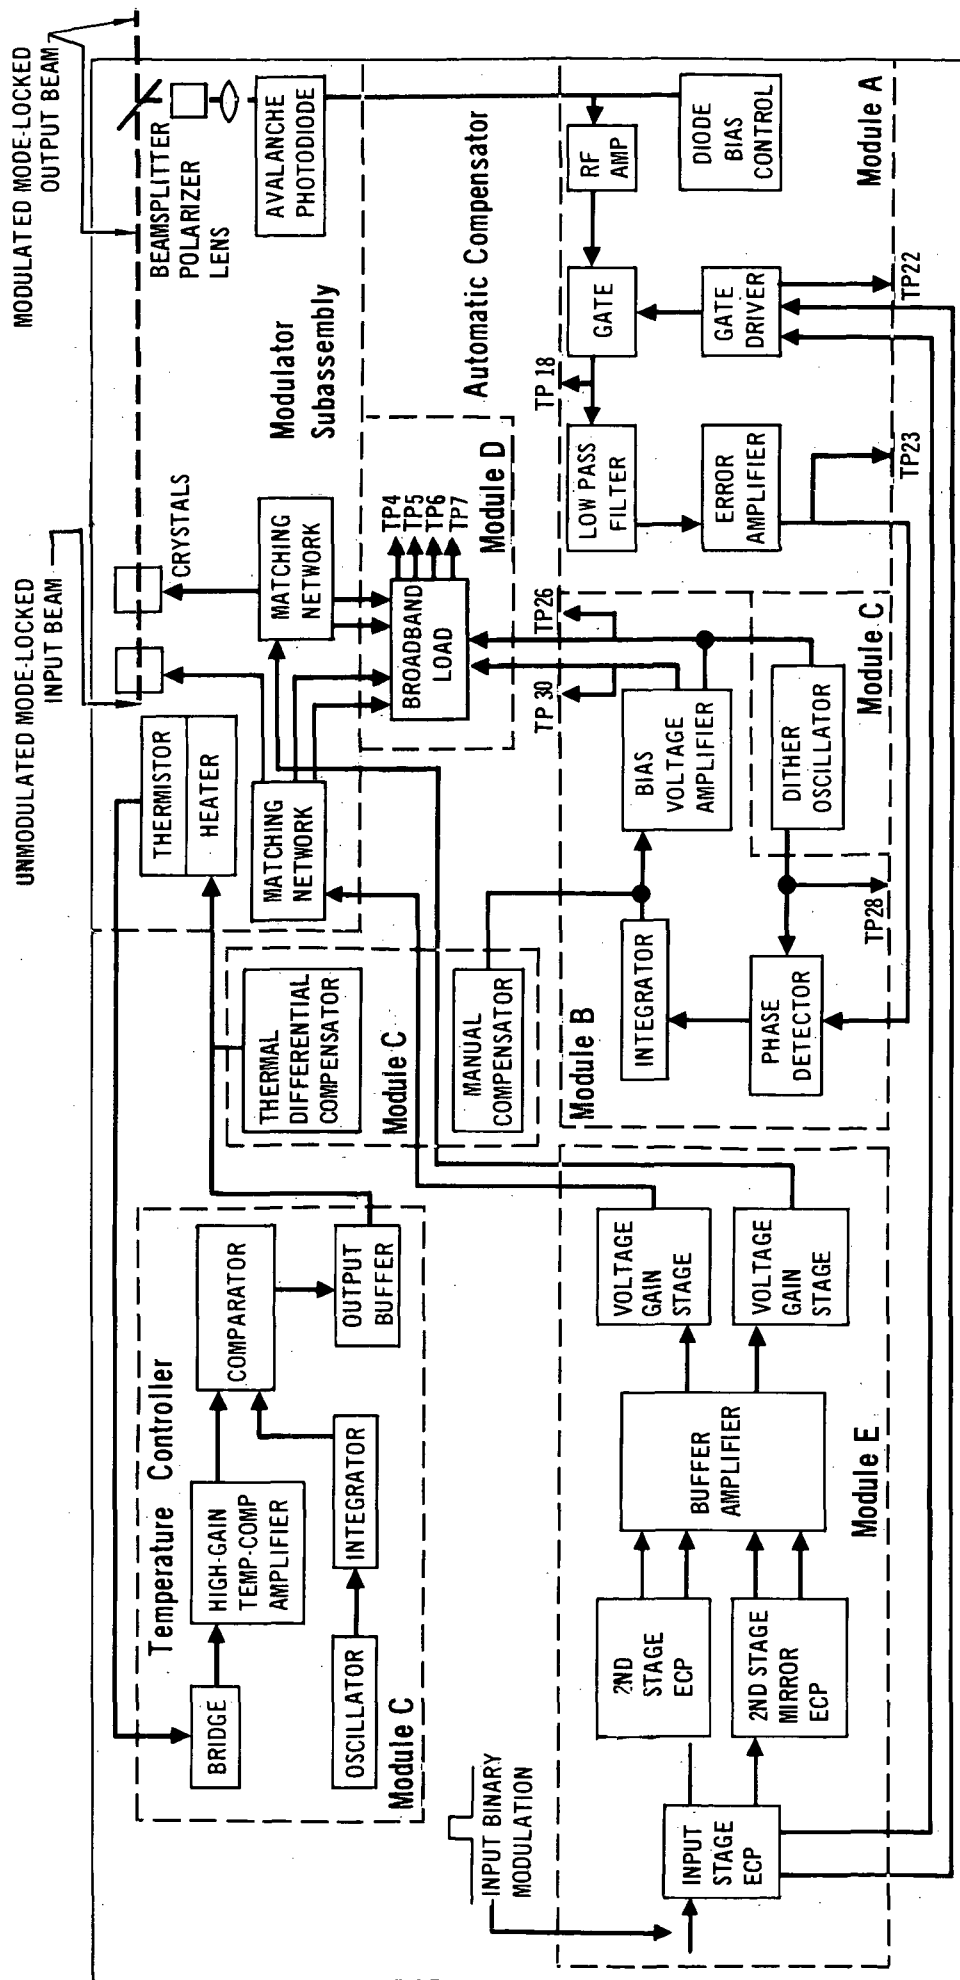 UNMODULATED MODE-LOCKED
INPUT BEAM
MODULATED MODE-LOCKED
OUTPUT BEAM
THERMISTOR
HEATER
CRYSTALS
BEAMSPLITTER
POLARIZER
LENS
MATCHING
NETWORK
MATCHING
NETWORK
Modulator
Subassembly
AVALANCHE
PHOTODIODE
Temperature Controller
BRIDGE
HIGH-GAIN
TEMP-COMP
AMPLIFIER
COMPARATOR
OSCILLATOR
INTEGRATOR
OUTPUT
BUFFER
Module C
THERMAL
DIFFERENTIAL
COMPENSATOR
Module C
MANUAL
COMPENSATOR
BROADBAND
LOAD
TP4
TP5
TP6
TP7
Module D
Automatic Compensator
INPUT BINARY
MODULATION
INPUT
STAGE
ECP
2ND
STAGE
ECP
2ND STAGE
MIRROR
ECP
BUFFER
AMPLIFIER
VOLTAGE
GAIN
STAGE
VOLTAGE
GAIN
STAGE
Module E
Module B
INTEGRATOR
BIAS
VOLTAGE
AMPLIFIER
TP 30
TP26
PHASE
DETECTOR
DITHER
OSCILLATOR
Module C
TP28
LOW PASS
FILTER
TP 18
GATE
RF
AMP
ERROR
AMPLIFIER
GATE
DRIVER
DIODE
BIAS
CONTROL
TP23
TP22
Module A